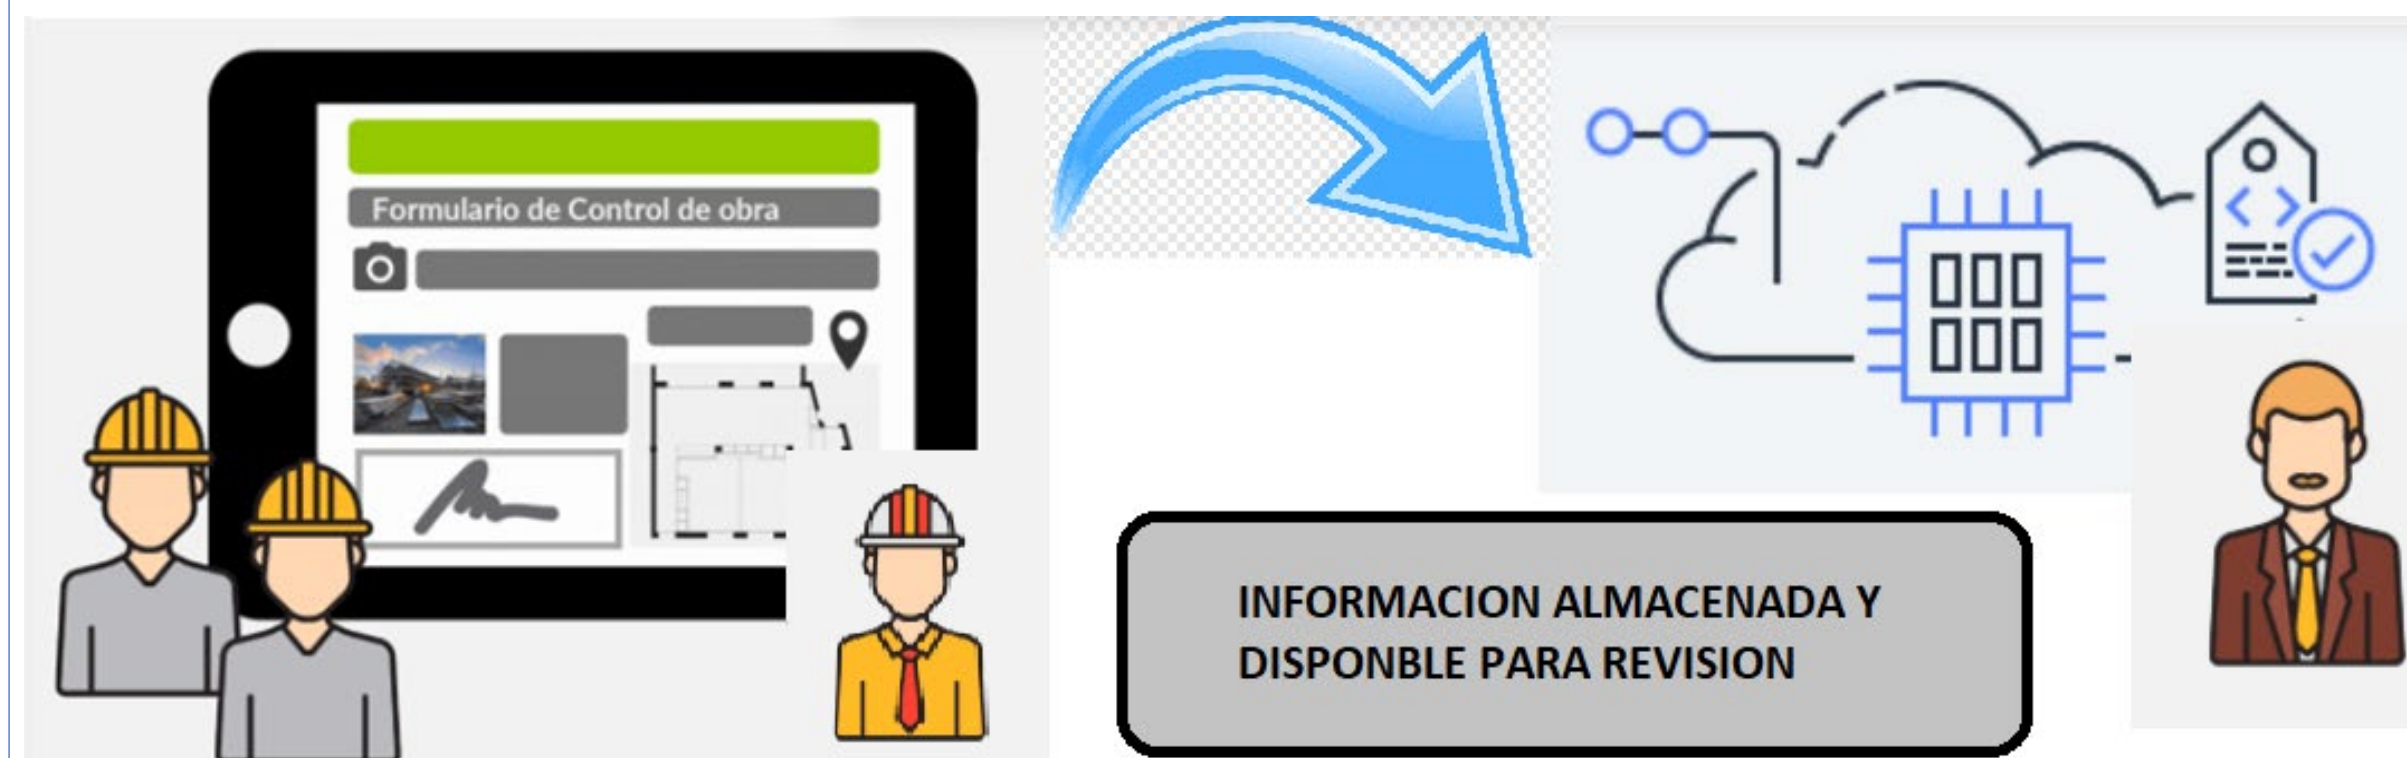 Formulario de Control de obra
INFORMACION ALMACENADA Y
DISPONBLE PARA REVISION